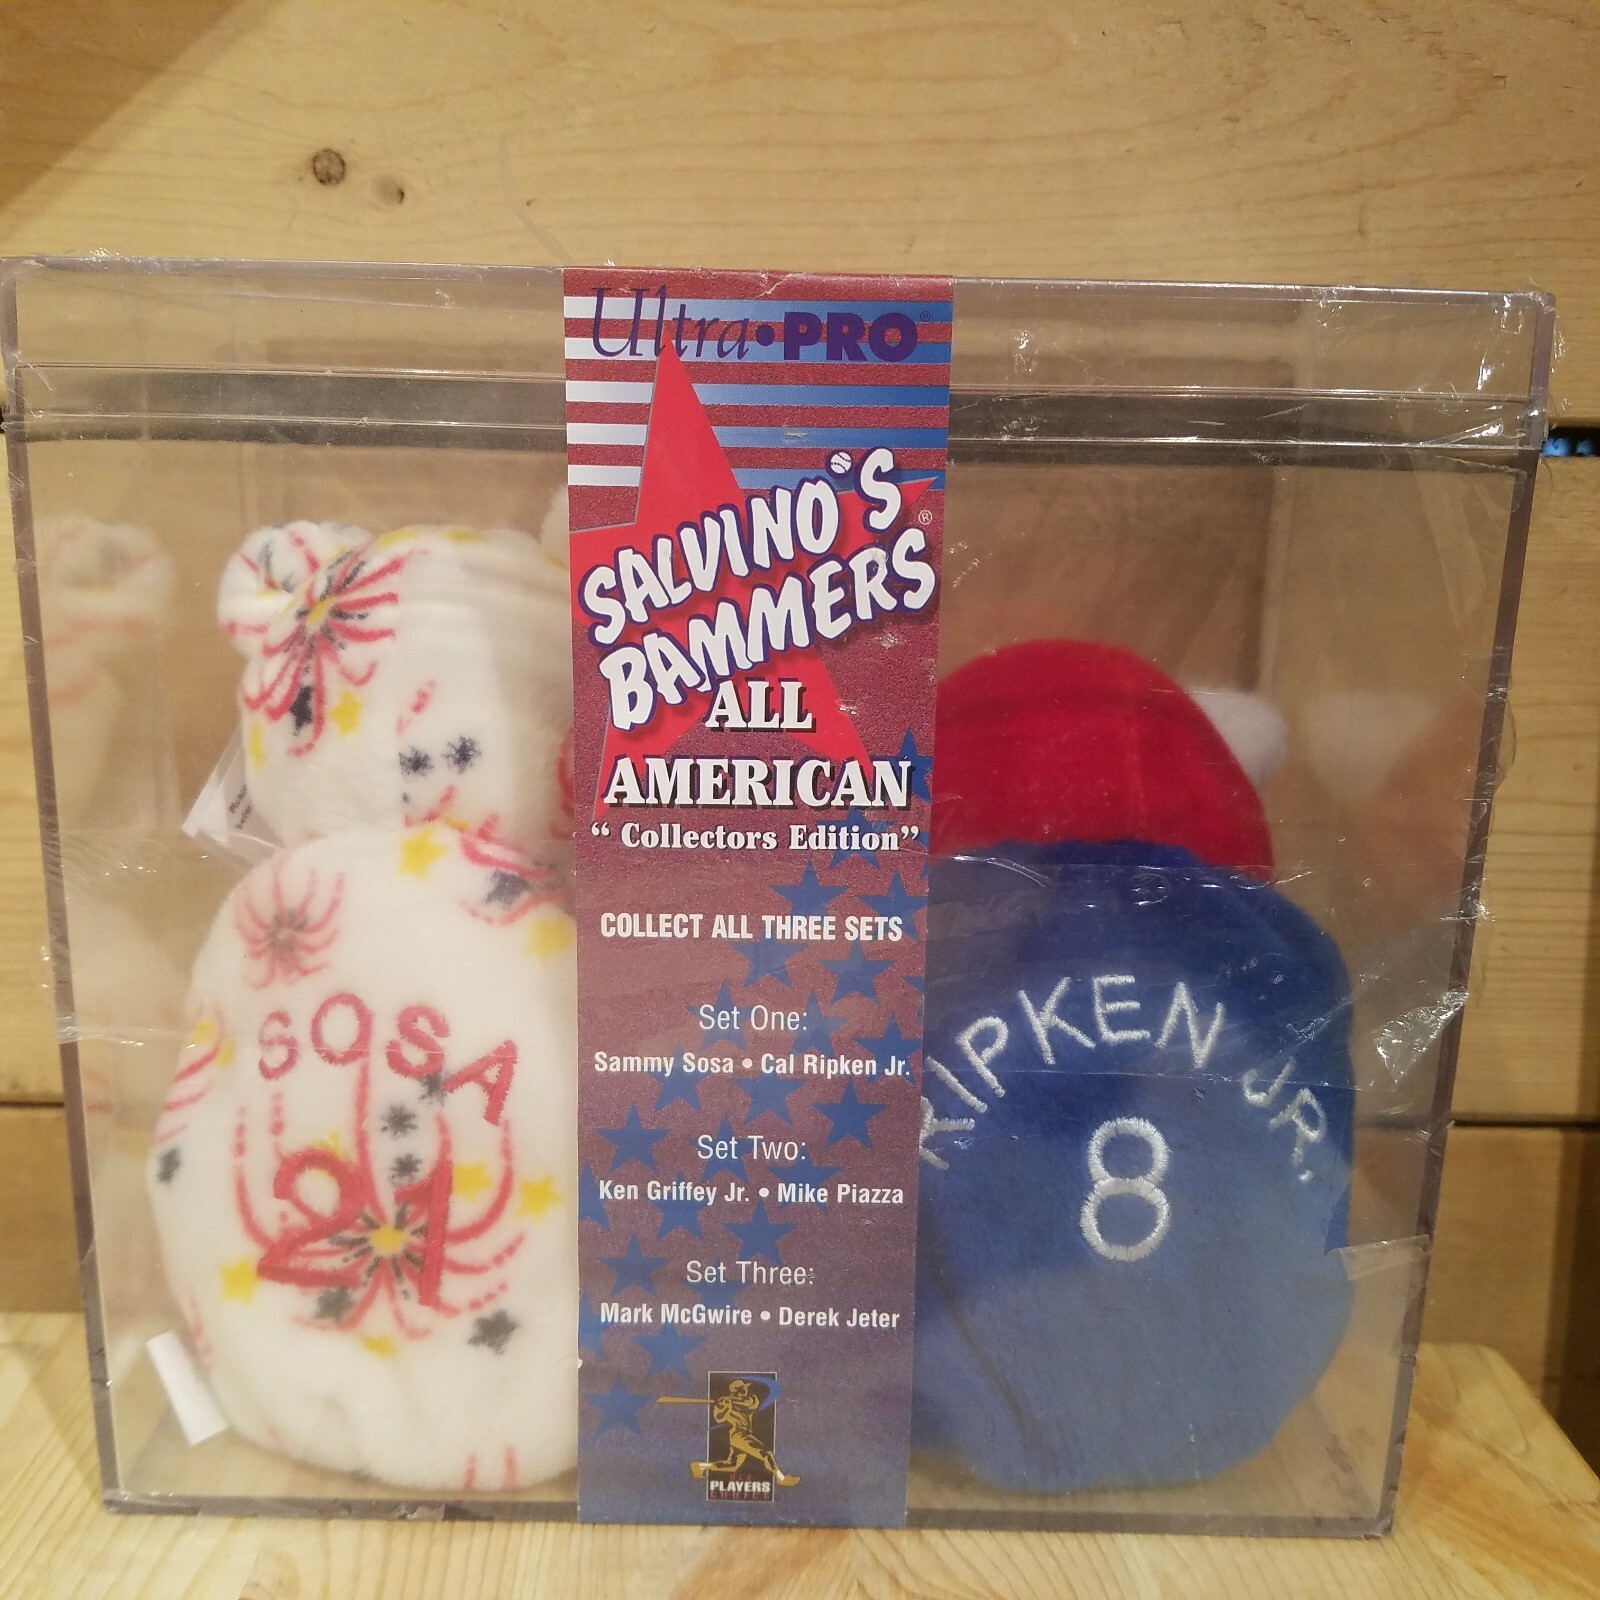 Ultra•PRO®
SALVINO'S
BAMMERS®
ALL
AMERICAN
“Collectors Edition”
COLLECT ALL THREE SETS
Set One:
Sammy Sosa • Cal Ripken Jr.
Set Two:
Ken Griffey Jr. • Mike Piazza
Set Three:
Mark McGwire • Derek Jeter
PLAYERS
CHOICE
SOSA
21
RIPKEN JR.
8